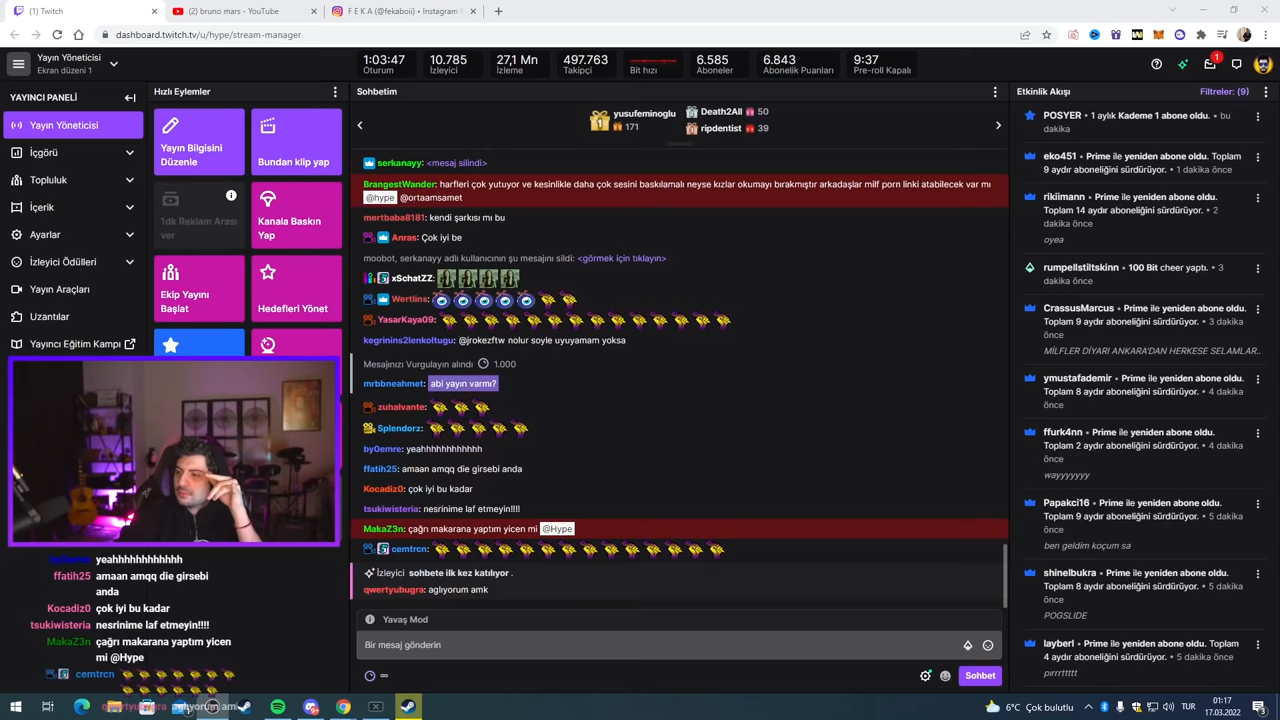 (1) Twitch
(2) bruno mars - YouTube
F E K A (@fekaboii) • Instagram
dashboard.twitch.tv/u/hype/stream-manager
Yayın Yöneticisi
Ekran düzeni 1
1:03:47
Oturum
10.785
İzleyici
27,1 Mn
İzleme
497.763
Takipçi
Bit hızı
6.585
Aboneler
6.843
Abonelik Puanları
9:37
Pre-roll Kapalı
1
YAYINCI PANELİ
Yayın Yöneticisi
İçgörü
Topluluk
İçerik
Ayarlar
İzleyici Ödülleri
Yayın Araçları
Uzantılar
Yayıncı Eğitim Kampı
Hızlı Eylemler
Yayın Bilgisini
Düzenle
Bundan klip yap
1dk Reklam Arası
ver
Kanala Baskın
Yap
Ekip Yayını
Başlat
Hedefleri Yönet
yeahhhhhhhhhhh
ffatih25 amaan amqq die girsebi
anda
Kocadiz0 çok iyi bu kadar
tsukiwisteria nesrinime laf etmeyin!!!!
MakaZ3n çağrı makarana yaptım yicen
mi @Hype
cemtrcn
qwertyubugra aglıyorum amk
Sohbetim
1 yusufeminoglu
171
Death2All 50
ripdentist 39
serkanayy: <mesaj silindi>
BrangestWander: harfleri çok yutuyor ve kesinlikle daha çok sesini baskılamalı neyse kızlar okumayı bırakmıştır arkadaşlar milf porn linki atabilecek var mı
@hype @ortaamsamet
mertbaba8181: kendi şarkısı mı bu
Anras: Çok iyi be
moobot, serkanayy adlı kullanıcının şu mesajını sildi: <görmek için tıklayın>
xSchatZZ:
Wertlins:
YasarKaya09:
kegrinins2lenkoltugu: @jrokezftw nolur soyle uyuyamam yoksa
Mesajınızı Vurgulayın alındı 1.000
mrbbneahmet: abi yayın varmı?
zuhalvante:
Splendorz:
by0emre: yeahhhhhhhhhhh
ffatih25: amaan amqq die girsebi anda
Kocadiz0: çok iyi bu kadar
tsukiwisteria: nesrinime laf etmeyin!!!!
MakaZ3n: çağrı makarana yaptım yicen mi @Hype
cemtrcn:
İzleyici sohbete ilk kez katılıyor .
qwertyubugra: aglıyorum amk
Yavaş Mod
Bir mesaj gönderin
Sohbet
Etkinlik Akışı
Filtreler: (9)
POSYER • 1 aylık Kademe 1 abone oldu. • bu
dakika
eko451 • Prime ile yeniden abone oldu. Toplam
9 aydır aboneliğini sürdürüyor. • 1 dakika önce
rikiimann • Prime ile yeniden abone oldu.
Toplam 14 aydır aboneliğini sürdürüyor. • 2
dakika önce
oyea
rumpellstiltskinn • 100 Bit cheer yaptı. • 3
dakika önce
CrassusMarcus • Prime ile yeniden abone oldu.
Toplam 9 aydır aboneliğini sürdürüyor. • 3 dakika
önce
MİLFLER DİYARI ANKARA'DAN HERKESE SELAMLAR..
ymustafademir • Prime ile yeniden abone oldu.
Toplam 8 aydır aboneliğini sürdürüyor. • 4 dakika
önce
ffurk4nn • Prime ile yeniden abone oldu.
Toplam 2 aydır aboneliğini sürdürüyor. • 4 dakika
önce
wayyyyyyy
Papakci16 • Prime ile yeniden abone oldu.
Toplam 9 aydır aboneliğini sürdürüyor. • 5 dakika
önce
ben geldim koçum sa
shinelbukra • Prime ile yeniden abone oldu.
Toplam 8 aydır aboneliğini sürdürüyor. • 5 dakika
önce
POGSLIDE
layberl • Prime ile yeniden abone oldu. Toplam
4 aydır aboneliğini sürdürüyor. • 5 dakika önce
pırrrttttt
6°C Çok bulutlu
TUR
01:17
17.03.2022
3